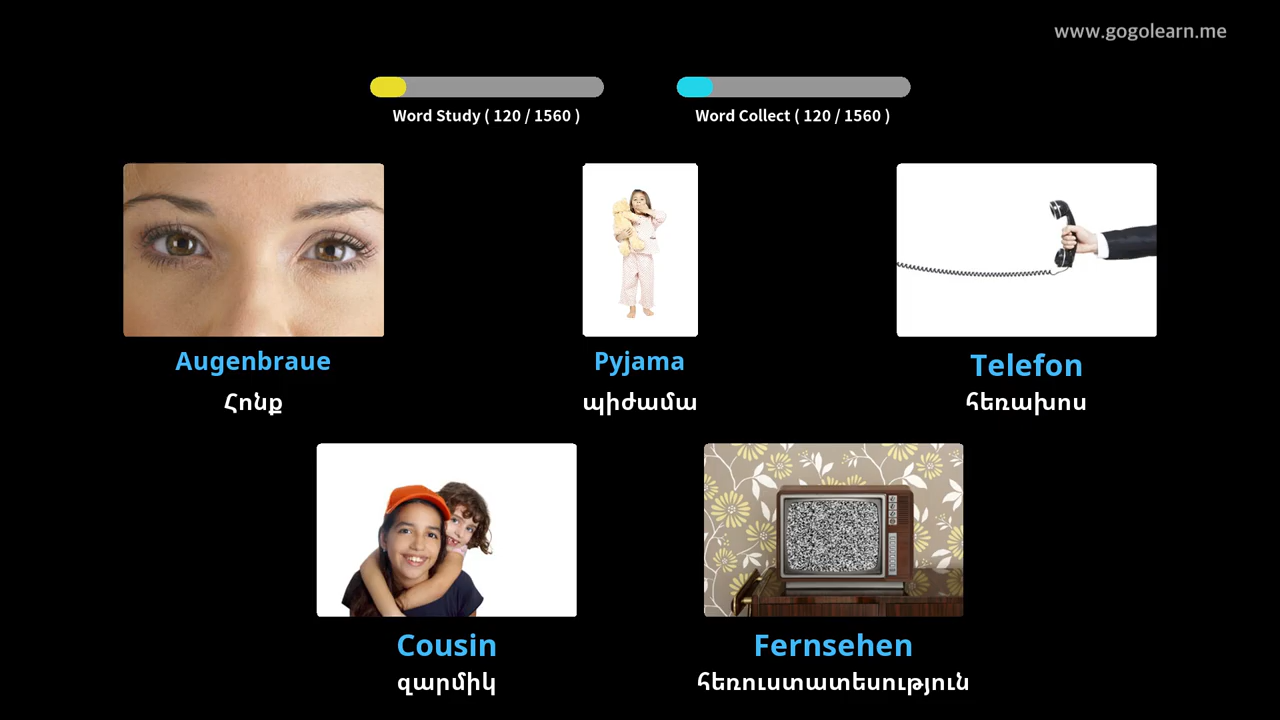 www.gogolearn.me
Word Study ( 120 / 1560 )
Word Collect ( 120 / 1560 )
Augenbraue
Հոնք
Pyjama
պիժամա
Telefon
հեռախոս
Cousin
զարմիկ
Fernsehen
հեռուստատեսություն